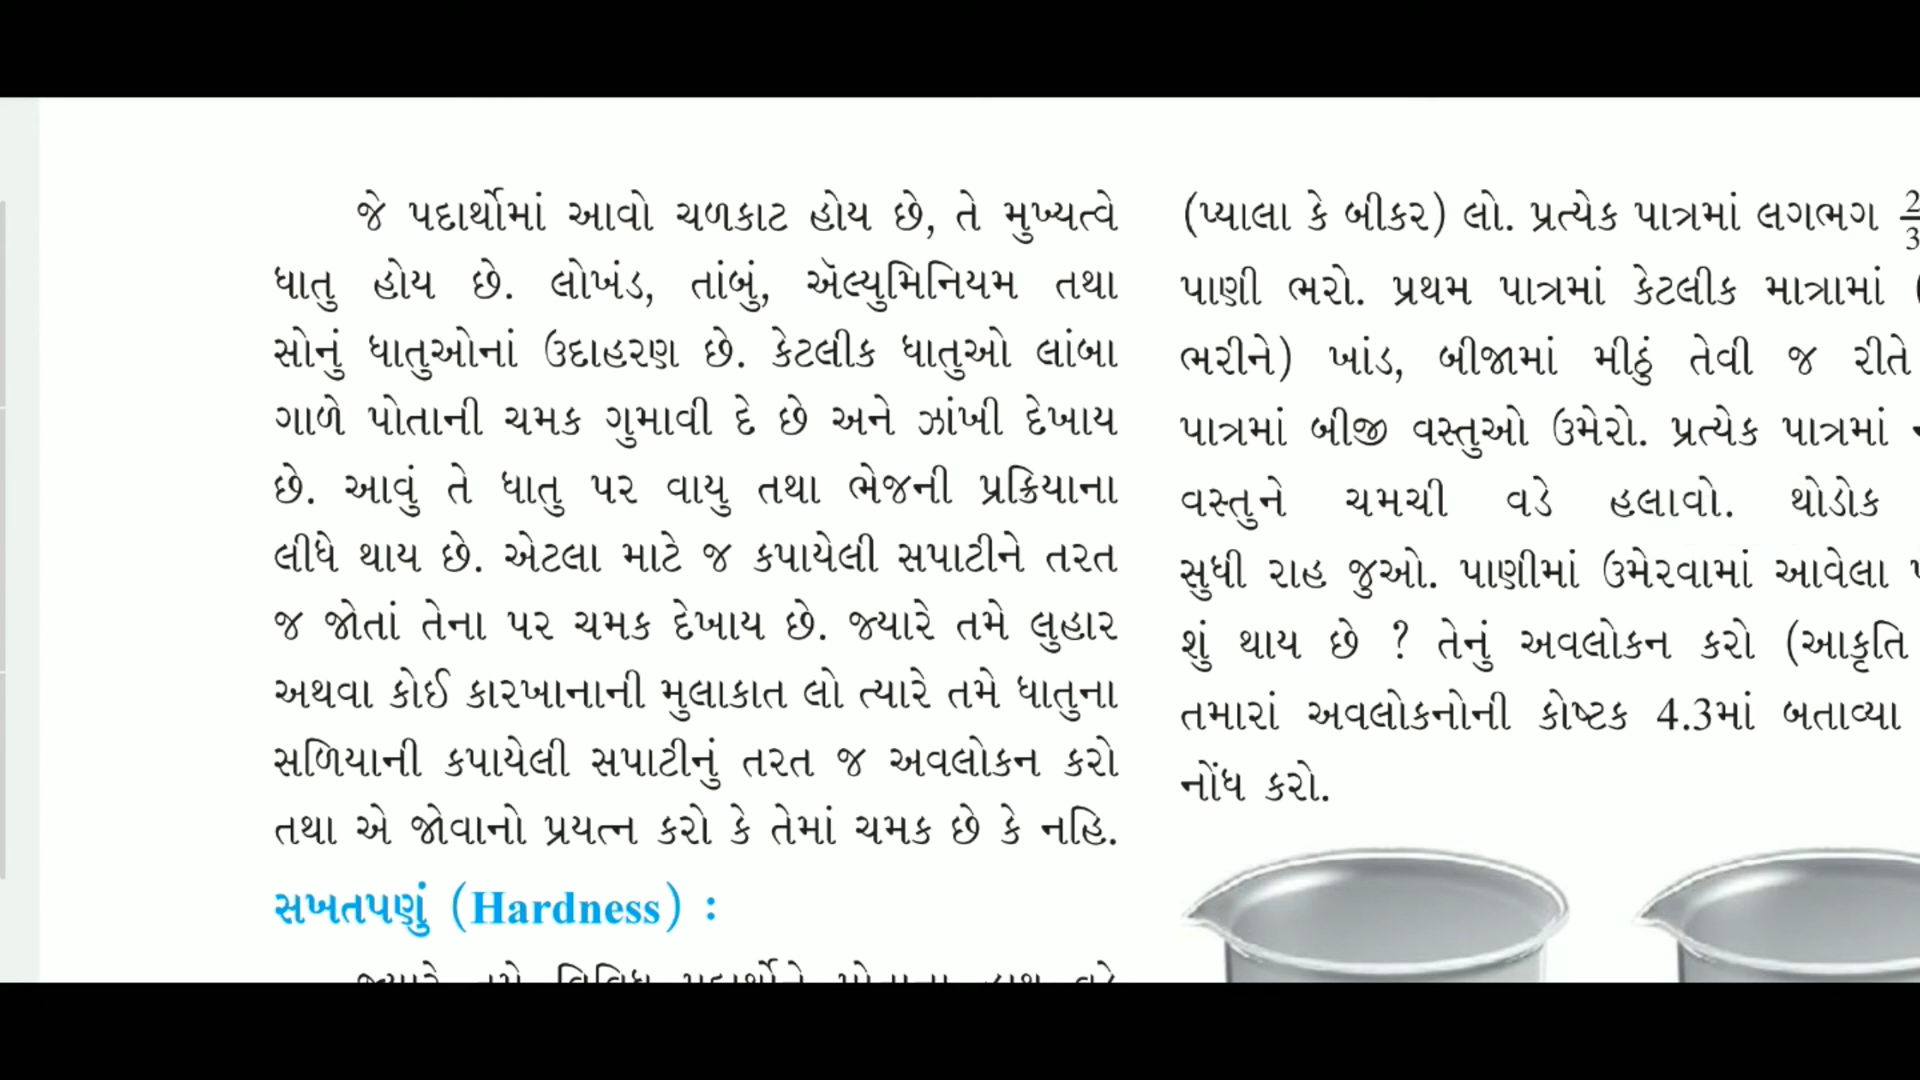 જે પદાર્થોમાં આવો ચળકાટ હોય છે, તે મુખ્યત્વે
ધાતુ હોય છે. લોખંડ, તાંબું, ઍલ્યુમિનિયમ તથા
સોનું ધાતુઓનાં ઉદાહરણ છે. કેટલીક ધાતુઓ લાંબા
ગાળે પોતાની ચમક ગુમાવી દે છે અને ઝાંખી દેખાય
છે. આવું તે ધાતુ પર વાયુ તથા ભેજની પ્રક્રિયાના
લીધે થાય છે. એટલા માટે જ કપાયેલી સપાટીને તરત
જ જોતાં તેના પર ચમક દેખાય છે. જ્યારે તમે લુહાર
અથવા કોઈ કારખાનાની મુલાકાત લો ત્યારે તમે ધાતુના
સળિયાની કપાયેલી સપાટીનું તરત જ અવલોકન કરો
તથા એ જોવાનો પ્રયત્ન કરો કે તેમાં ચમક છે કે નહિ.
સખતપણું (Hardness) :
(પ્યાલા કે બીકર) લો. પ્રત્યેક પાત્રમાં લગભગ 2/3
પાણી ભરો. પ્રથમ પાત્રમાં કેટલીક માત્રામાં (
ભરીને) ખાંડ, બીજામાં મીઠું તેવી જ રીતે
પાત્રમાં બીજી વસ્તુઓ ઉમેરો. પ્રત્યેક પાત્રમાં
વસ્તુને ચમચી વડે હલાવો. થોડોક
સુધી રાહ જુઓ. પાણીમાં ઉમેરવામાં આવેલા
શું થાય છે ? તેનું અવલોકન કરો (આકૃતિ
તમારાં અવલોકનોની કોષ્ટક 4.3માં બતાવ્યા
નોંધ કરો.